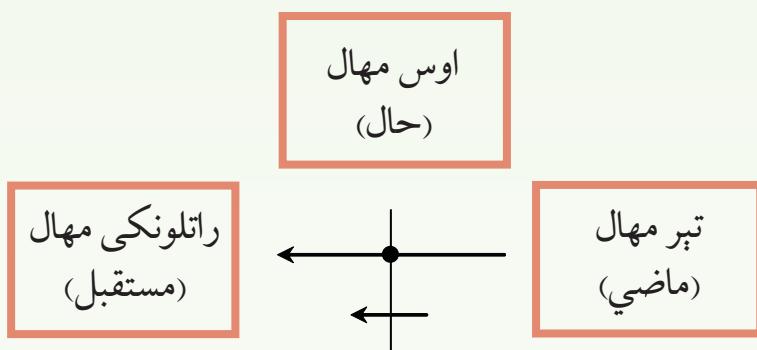 اوس مهال
(حال)
تېر مهال
(ماضي)
راتلونکی مهال
(مستقبل)